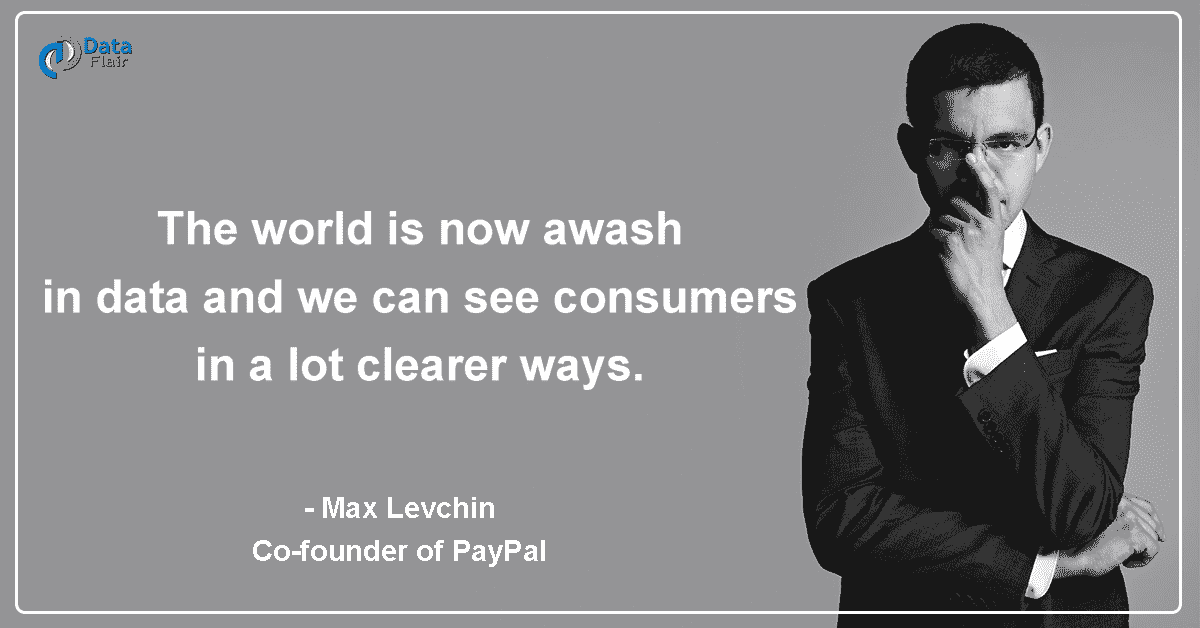 Data
Flair
The world is now awash
in data and we can see consumers
in a lot clearer ways.
- Max Levchin
Co-founder of PayPal